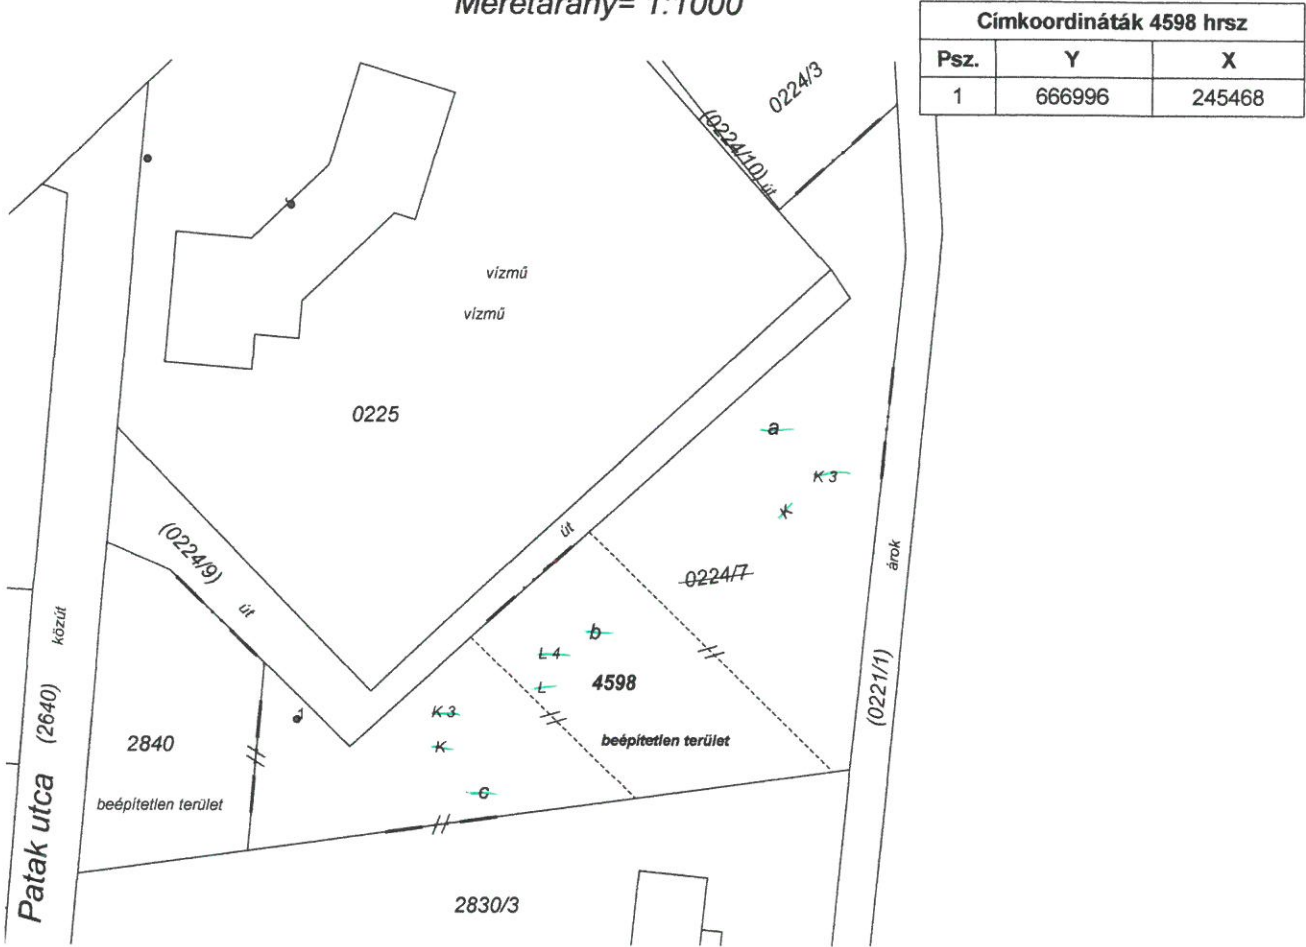 Méretarány= 1:1000
Címkoordináták 4598 hrsz
Psz. Y X
1 666996 245468
0224/3
(0224/10) út
vízmű
vízmű
0225
a
K 3
K
(0224/9) út
út
0224/7
árok
közút
b
L 4
L
4598
(0221/1)
1
K 3
2840
(2640)
K
beépítetlen terület
c
beépítetlen terület
Patak utca
2830/3